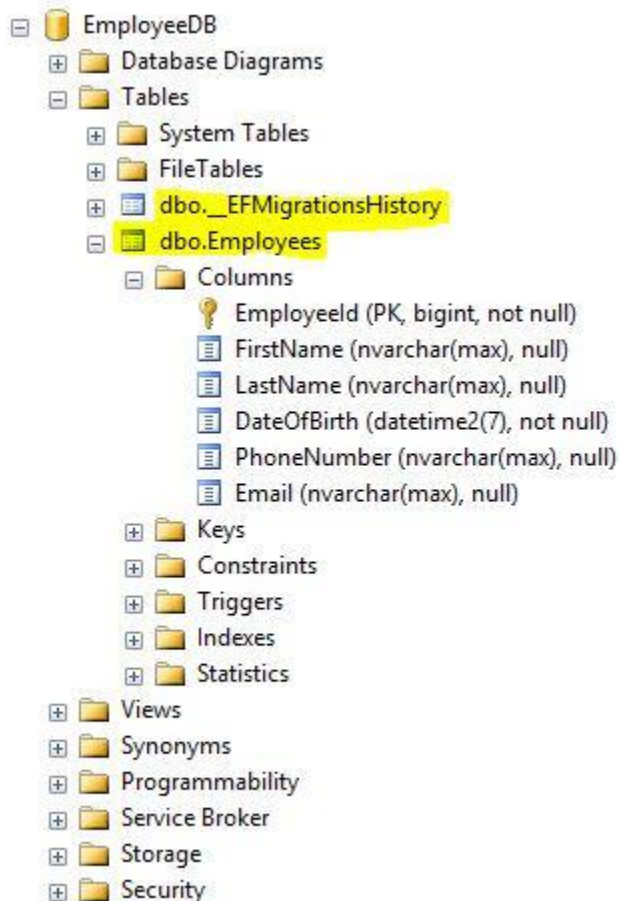 EmployeeDB
Database Diagrams
Tables
System Tables
FileTables
dbo.__EFMigrationsHistory
dbo.Employees
Columns
EmployeeId (PK, bigint, not null)
FirstName (nvarchar(max), null)
LastName (nvarchar(max), null)
DateOfBirth (datetime2(7), not null)
PhoneNumber (nvarchar(max), null)
Email (nvarchar(max), null)
Keys
Constraints
Triggers
Indexes
Statistics
Views
Synonyms
Programmability
Service Broker
Storage
Security